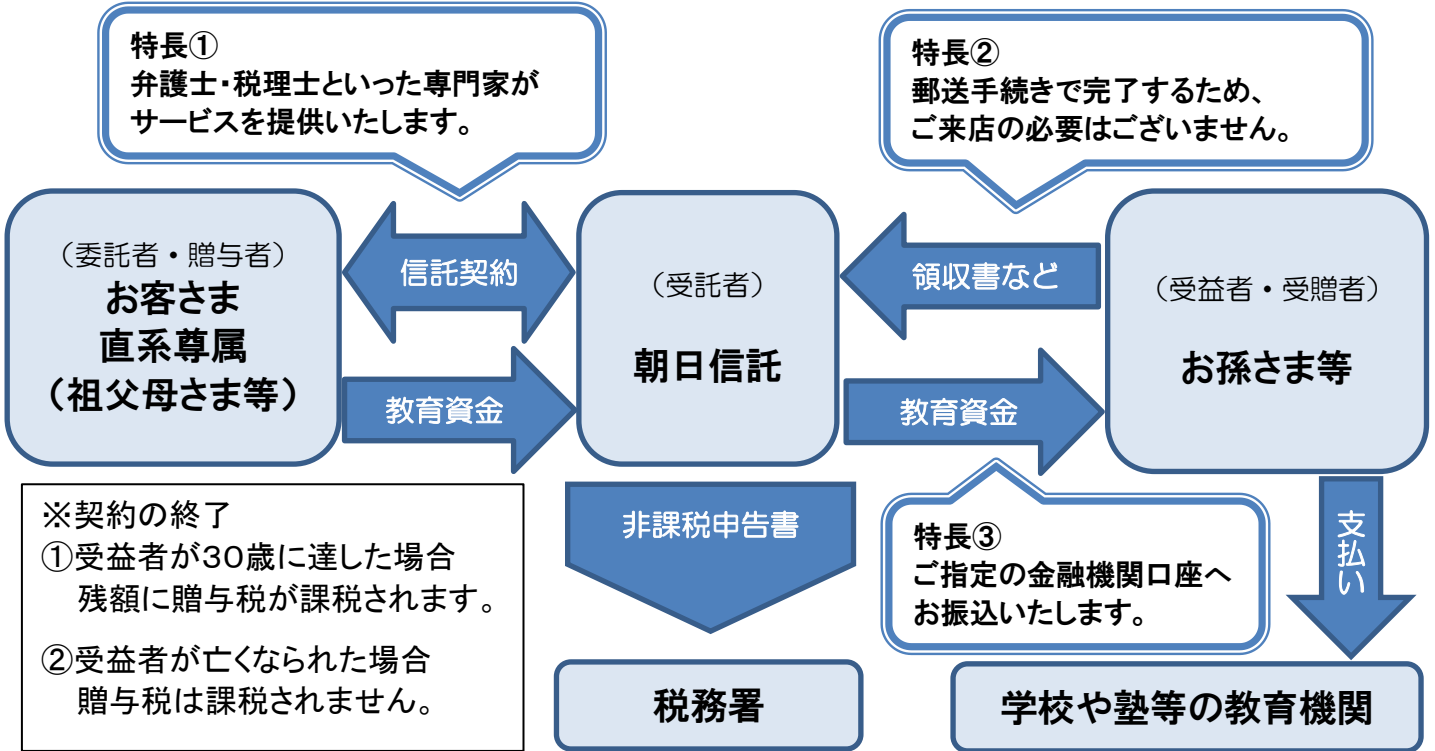 特長①
弁護士・税理士といった専門家が
サービスを提供いたします。
特長②
郵送手続きで完了するため、
ご来店の必要はございません。
（委託者・贈与者）
お客さま
直系尊属
（祖父母さま等）
信託契約
教育資金
（受託者）
朝日信託
領収書など
教育資金
（受益者・受贈者）
お孫さま等
※契約の終了
①受益者が30歳に達した場合
残額に贈与税が課税されます。
②受益者が亡くなられた場合
贈与税は課税されません。
非課税申告書
特長③
ご指定の金融機関口座へ
お振込いたします。
支払い
税務署
学校や塾等の教育機関